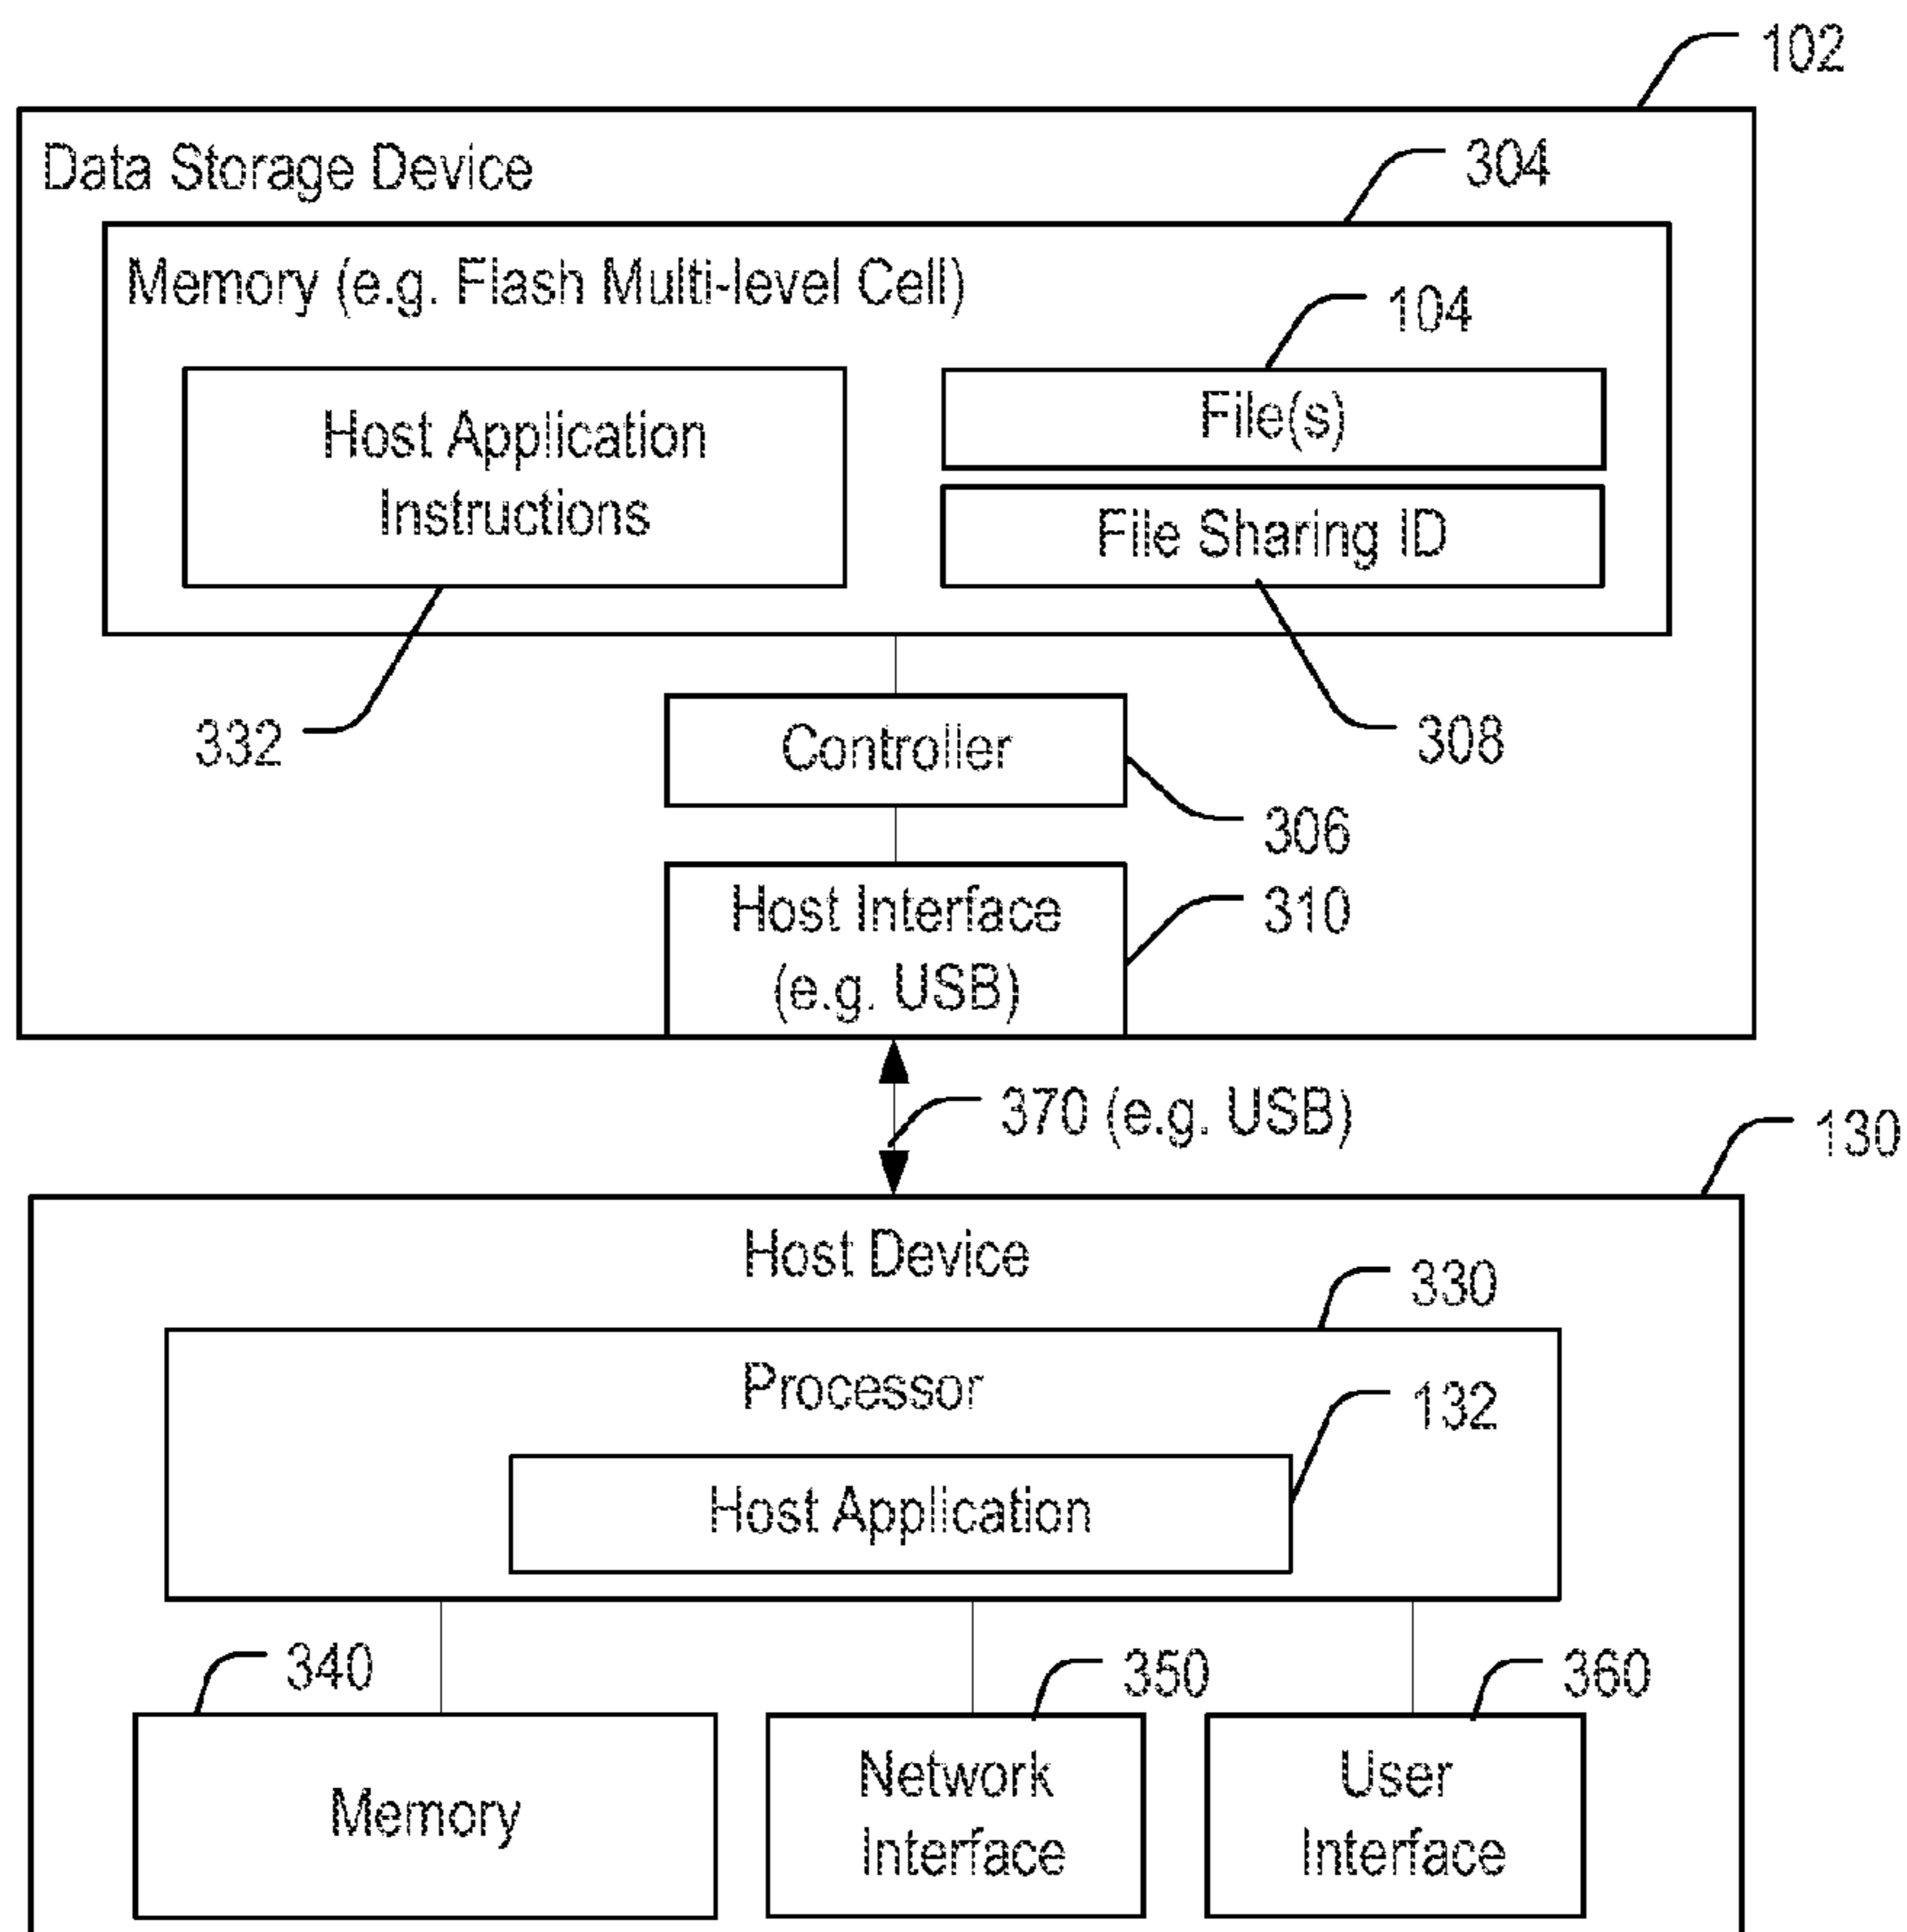 102
Data Storage Device
304
Memory (e.g. Flash Multi-level Cell)
104
Host Application
Instructions
File(s)
File Sharing ID
332
308
Controller
306
Host Interface
(e.g. USB)
310
370 (e.g. USB)
130
Host Device
330
Processor
132
Host Application
340
350
360
Memory
Network
Interface
User
Interface